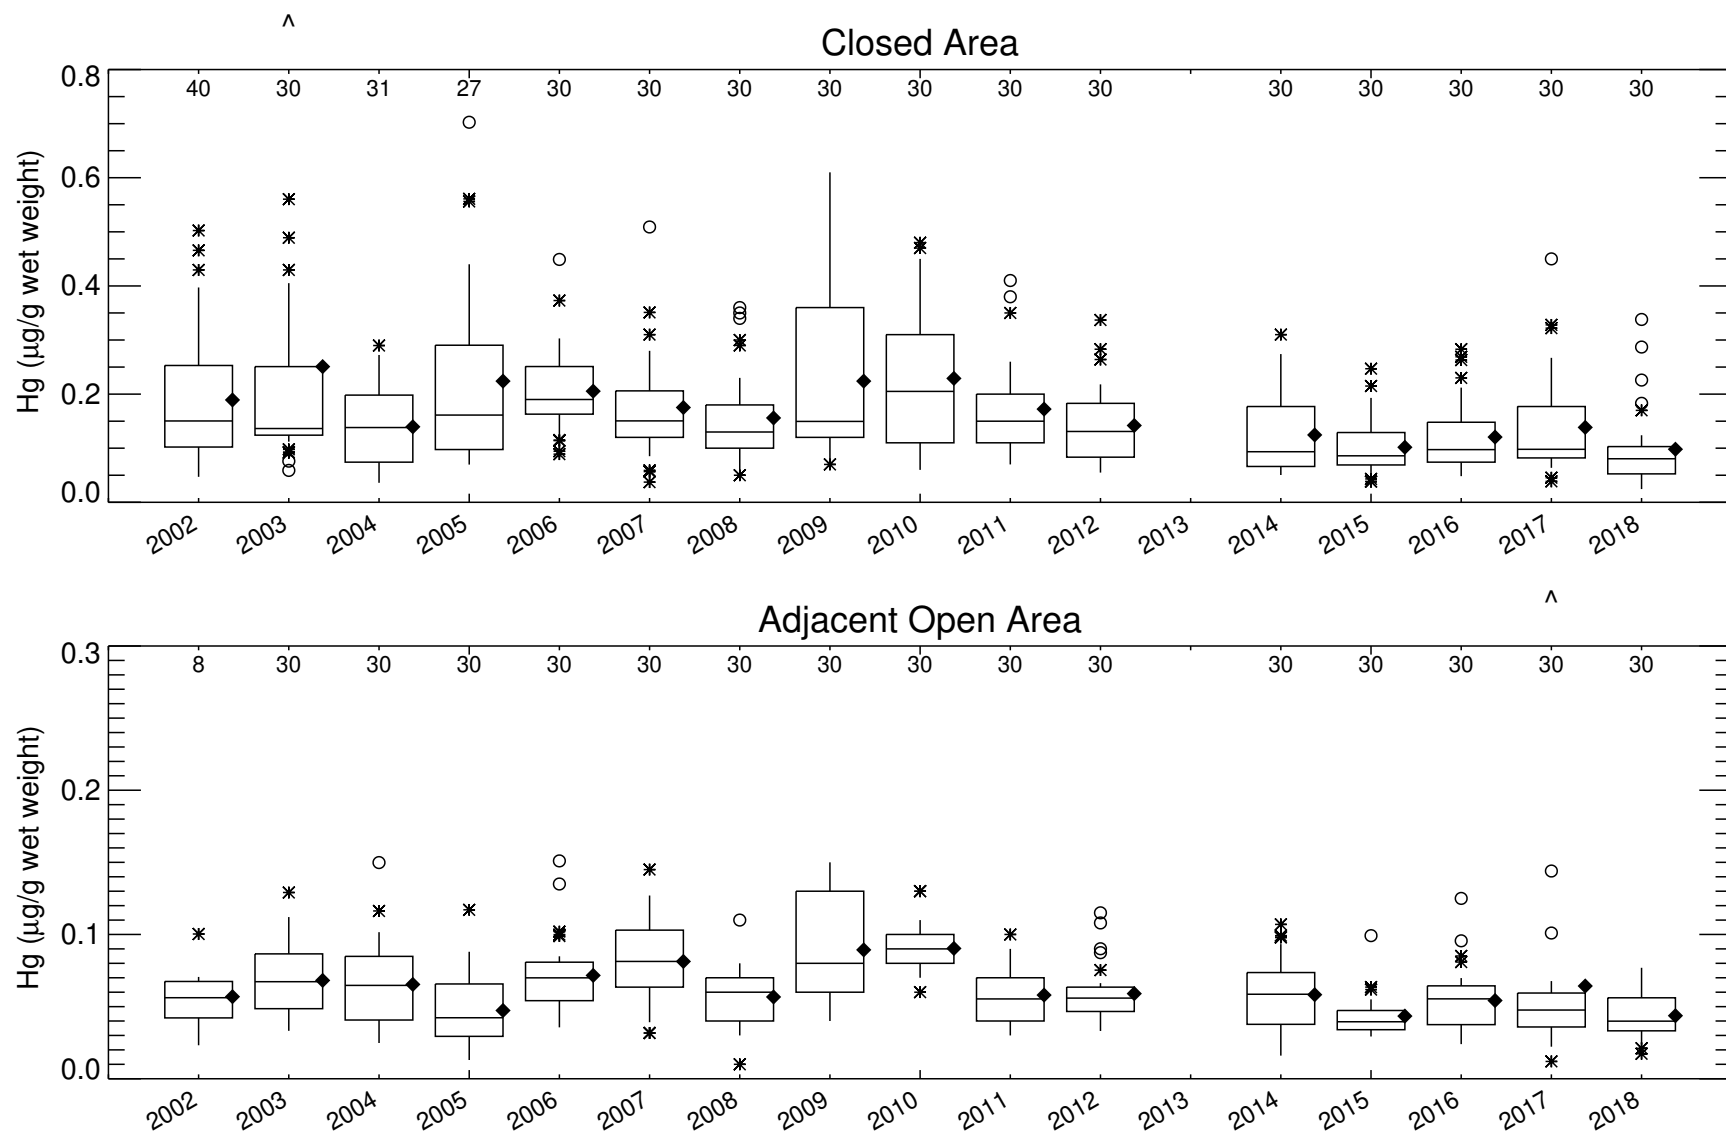 ^
Closed Area
0.8
40 30 31 27 30 30 30 30 30 30 30 30 30 30 30 30
0.6
0.4
0.2
0.0
Hg (µg/g wet weight)
2002 2003 2004 2005 2006 2007 2008 2009 2010 2011 2012 2013 2014 2015 2016 2017 2018
^
Adjacent Open Area
0.3
8 30 30 30 30 30 30 30 30 30 30 30 30 30 30 30
0.2
0.1
0.0
Hg (µg/g wet weight)
2002 2003 2004 2005 2006 2007 2008 2009 2010 2011 2012 2013 2014 2015 2016 2017 2018